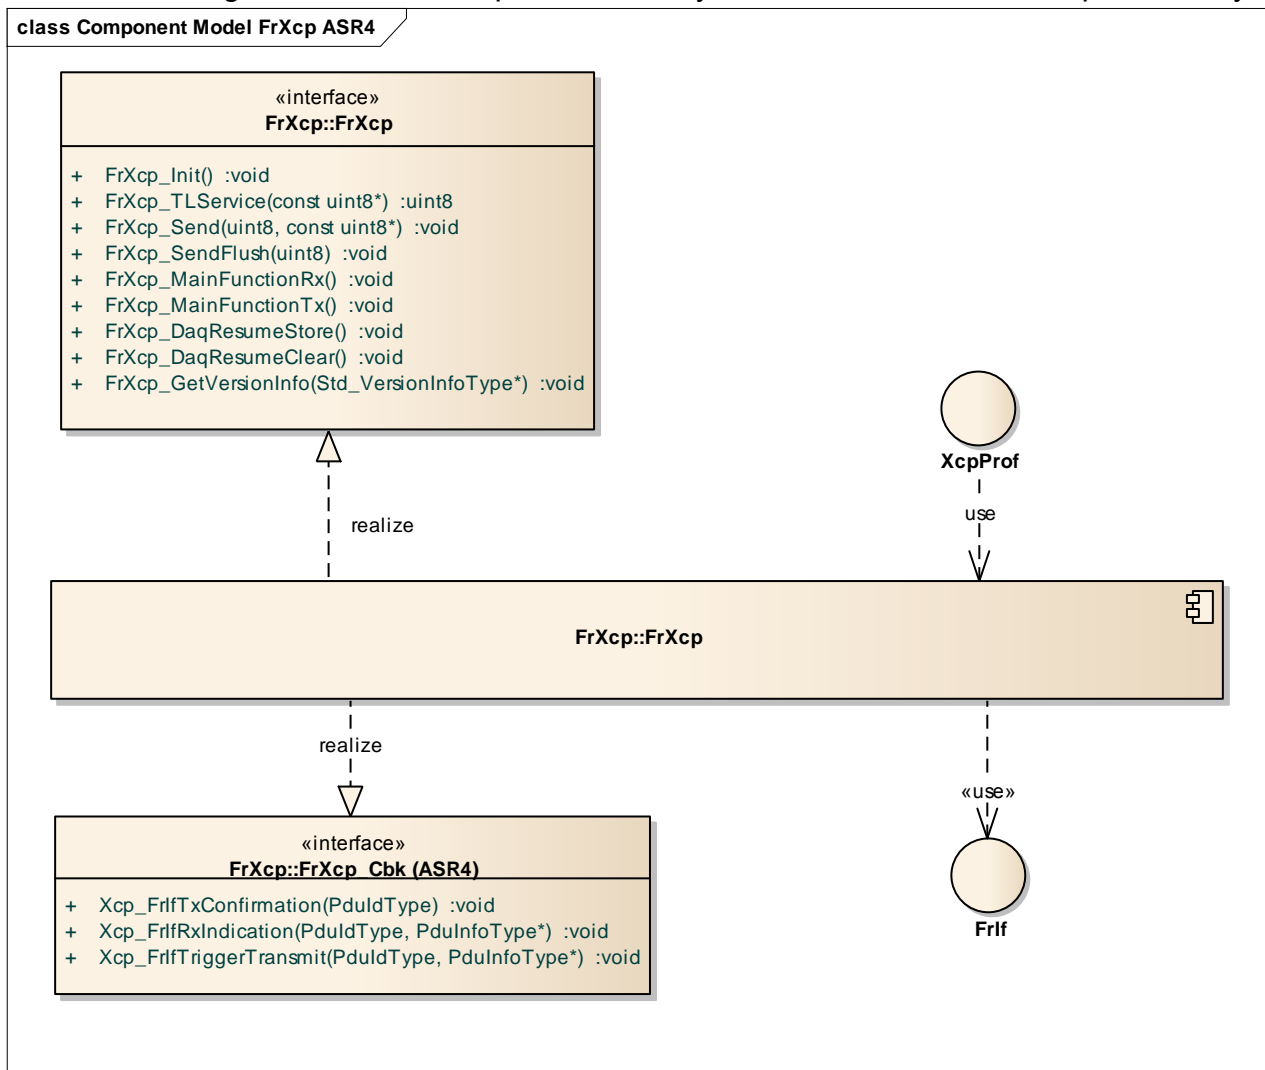 class Component Model FrXcp ASR4
«interface»
FrXcp::FrXcp
+ FrXcp_Init() :void
+ FrXcp_TLService(const uint8*) :uint8
+ FrXcp_Send(uint8, const uint8*) :void
+ FrXcp_SendFlush(uint8) :void
+ FrXcp_MainFunctionRx() :void
+ FrXcp_MainFunctionTx() :void
+ FrXcp_DaqResumeStore() :void
+ FrXcp_DaqResumeClear() :void
+ FrXcp_GetVersionInfo(Std_VersionInfoType*) :void
XcpProf
use
realize
FrXcp::FrXcp
realize
«use»
«interface»
FrXcp::FrXcp_Cbk (ASR4)
+ Xcp_FrIfTxConfirmation(PduIdType) :void
+ Xcp_FrIfRxIndication(PduIdType, PduInfoType*) :void
+ Xcp_FrIfTriggerTransmit(PduIdType, PduInfoType*) :void
FrIf